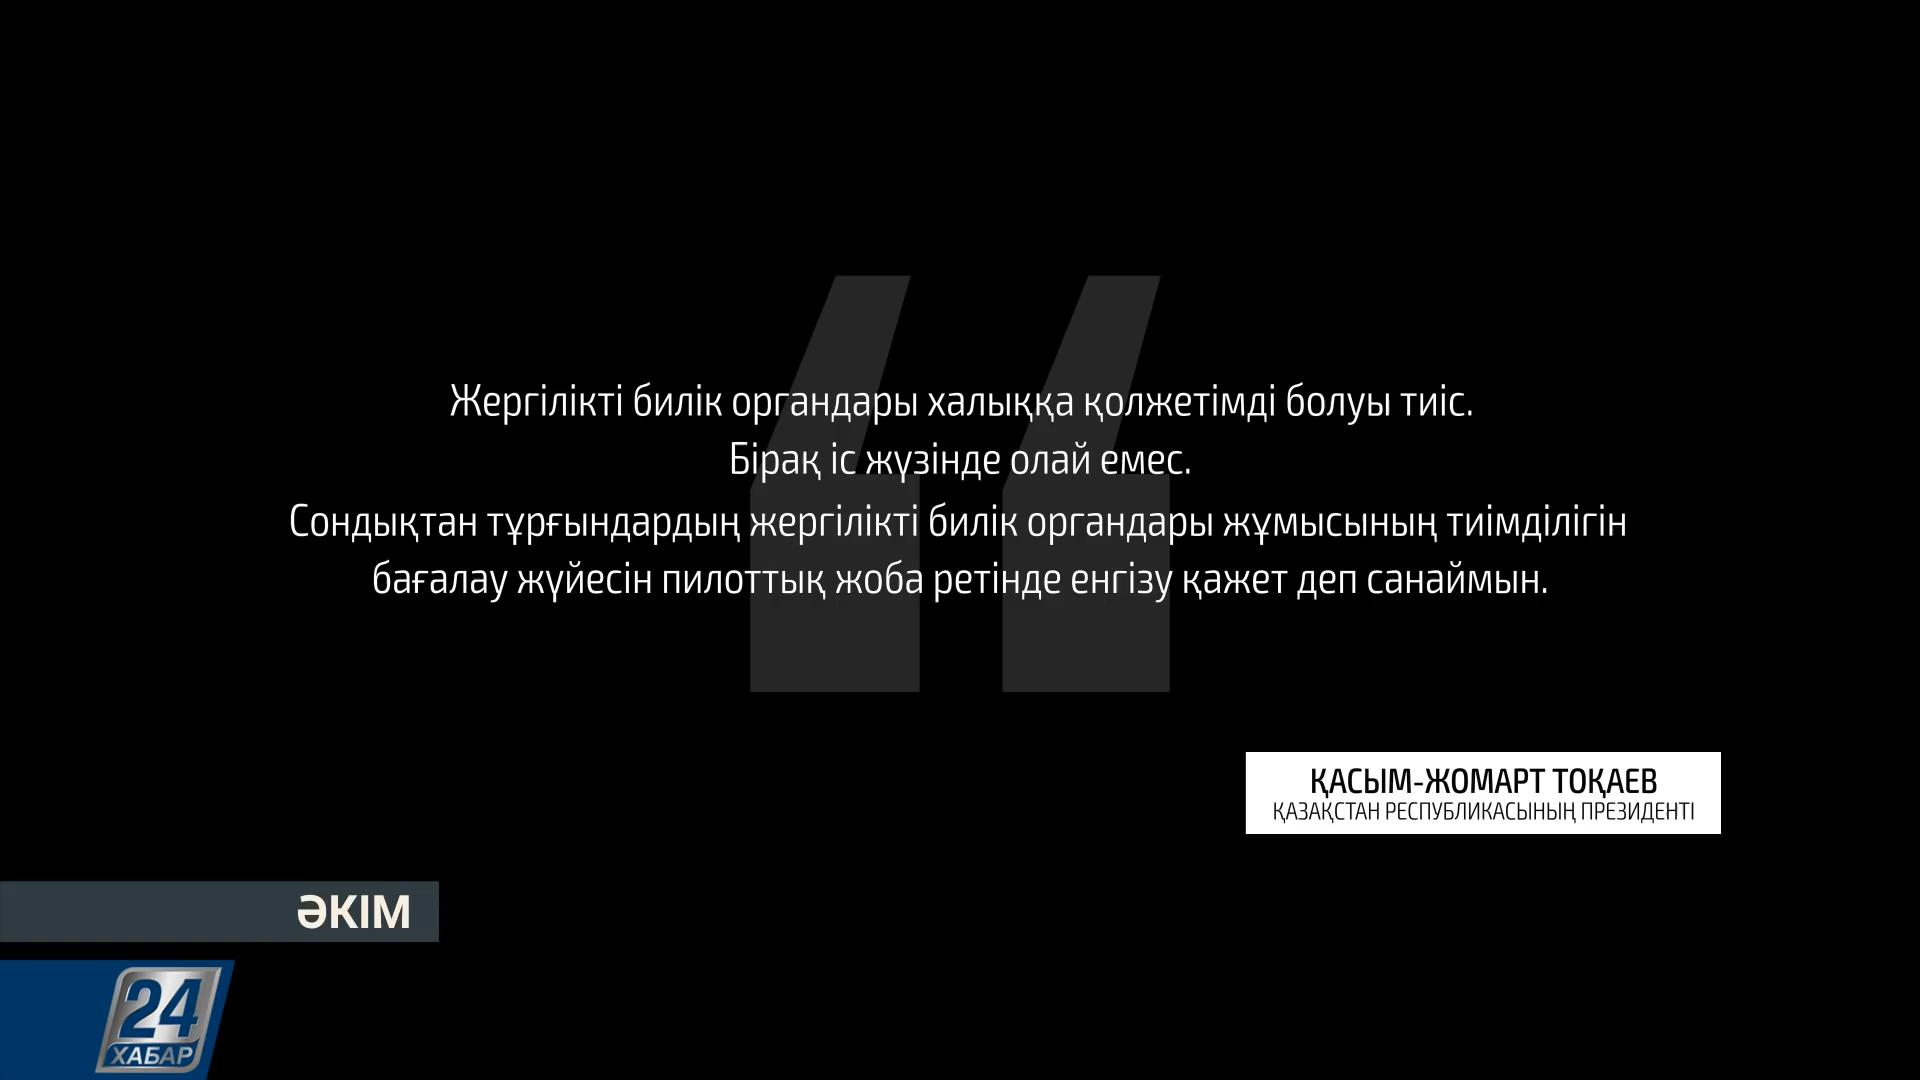 Жергілікті билік органдары халыққа қолжетімді болуы тиіс.
Бірақ іс жүзінде олай емес.
Сондықтан тұрғындардың жергілікті билік органдары жұмысының тиімділігін
бағалау жүйесін пилоттық жоба ретінде енгізу қажет деп санаймын.
ҚАСЫМ-ЖОМАРТ ТОҚАЕВ
ҚАЗАҚСТАН РЕСПУБЛИКАСЫНЫҢ ПРЕЗИДЕНТІ
ӘКІМ
24
ХАБАР